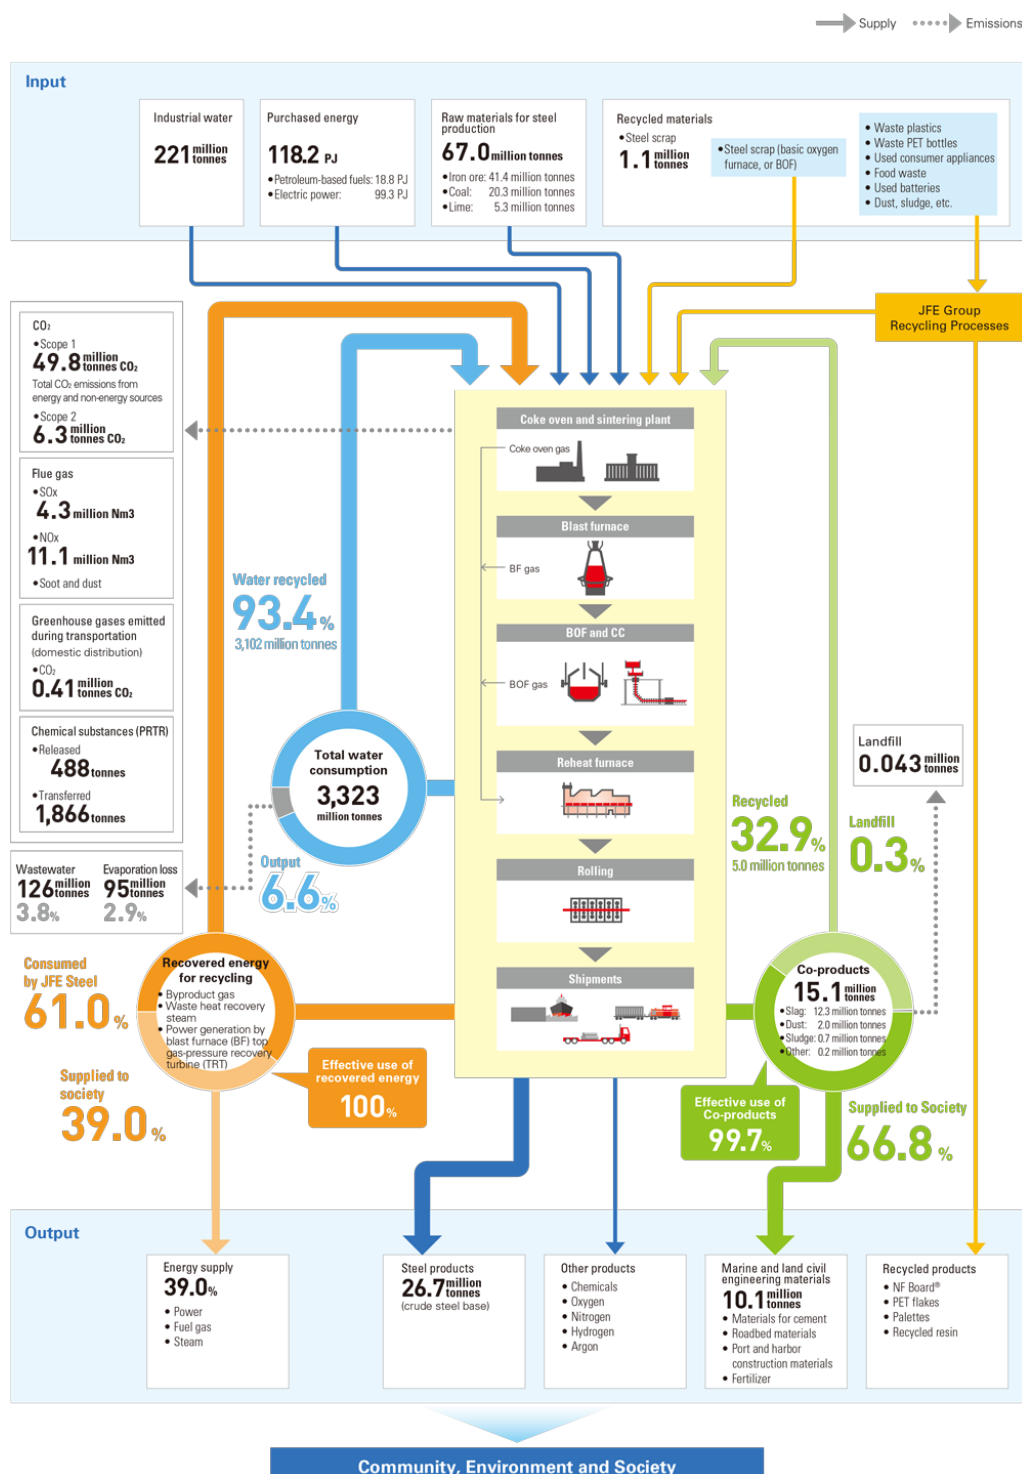 Supply
Emissions
Input
Industrial water
221 million tonnes
Purchased energy
118.2 PJ
•Petroleum-based fuels: 18.8 PJ
•Electric power: 99.3 PJ
Raw materials for steel
production
67.0 million tonnes
•Iron ore: 41.4 million tonnes
•Coal: 20.3 million tonnes
•Lime: 5.3 million tonnes
Recycled materials
•Steel scrap
1.1 million tonnes
•Steel scrap (basic oxygen
furnace, or BOF)
• Waste plastics
• Waste PET bottles
• Used consumer appliances
• Food waste
• Used batteries
• Dust, sludge, etc.
JFE Group
Recycling Processes
CO₂
•Scope 1
49.8 million tonnes CO₂
Total CO₂ emissions from
energy and non-energy sources
•Scope 2
6.3 million tonnes CO₂
Flue gas
•SOx
4.3 million Nm3
•NOx
11.1 million Nm3
•Soot and dust
Greenhouse gases emitted
during transportation
(domestic distribution)
•CO₂
0.41 million tonnes CO₂
Chemical substances (PRTR)
•Released
488 tonnes
•Transferred
1,866 tonnes
Wastewater
126 million tonnes
3.8%
Evaporation loss
95 million tonnes
2.9%
Water recycled
93.4%
3,102 million tonnes
Total water
consumption
3,323
million tonnes
Output
6.6%
Coke oven and sintering plant
Coke oven gas
Blast furnace
BF gas
BOF and CC
BOF gas
Reheat furnace
Rolling
Shipments
Recycled
32.9%
5.0 million tonnes
Landfill
0.3%
Landfill
0.043 million tonnes
Consumed
by JFE Steel
61.0%
Recovered energy
for recycling
• Byproduct gas
• Waste heat recovery
steam
• Power generation by
blast furnace (BF) top
gas-pressure recovery
turbine (TRT)
Supplied to
society
39.0%
Effective use of
recovered energy
100%
Co-products
15.1 million tonnes
•Slag: 12.3 million tonnes
•Dust: 2.0 million tonnes
•Sludge: 0.7 million tonnes
•Other: 0.2 million tonnes
Effective use of
Co-products
99.7%
Supplied to Society
66.8 %
Output
Energy supply
39.0%
• Power
• Fuel gas
• Steam
Steel products
26.7 million tonnes
(crude steel base)
Other products
• Chemicals
• Oxygen
• Nitrogen
• Hydrogen
• Argon
Marine and land civil
engineering materials
10.1 million tonnes
• Materials for cement
• Roadbed materials
• Port and harbor
construction materials
• Fertilizer
Recycled products
• NF Board®
• PET flakes
• Palettes
• Recycled resin
Community, Environment and Society